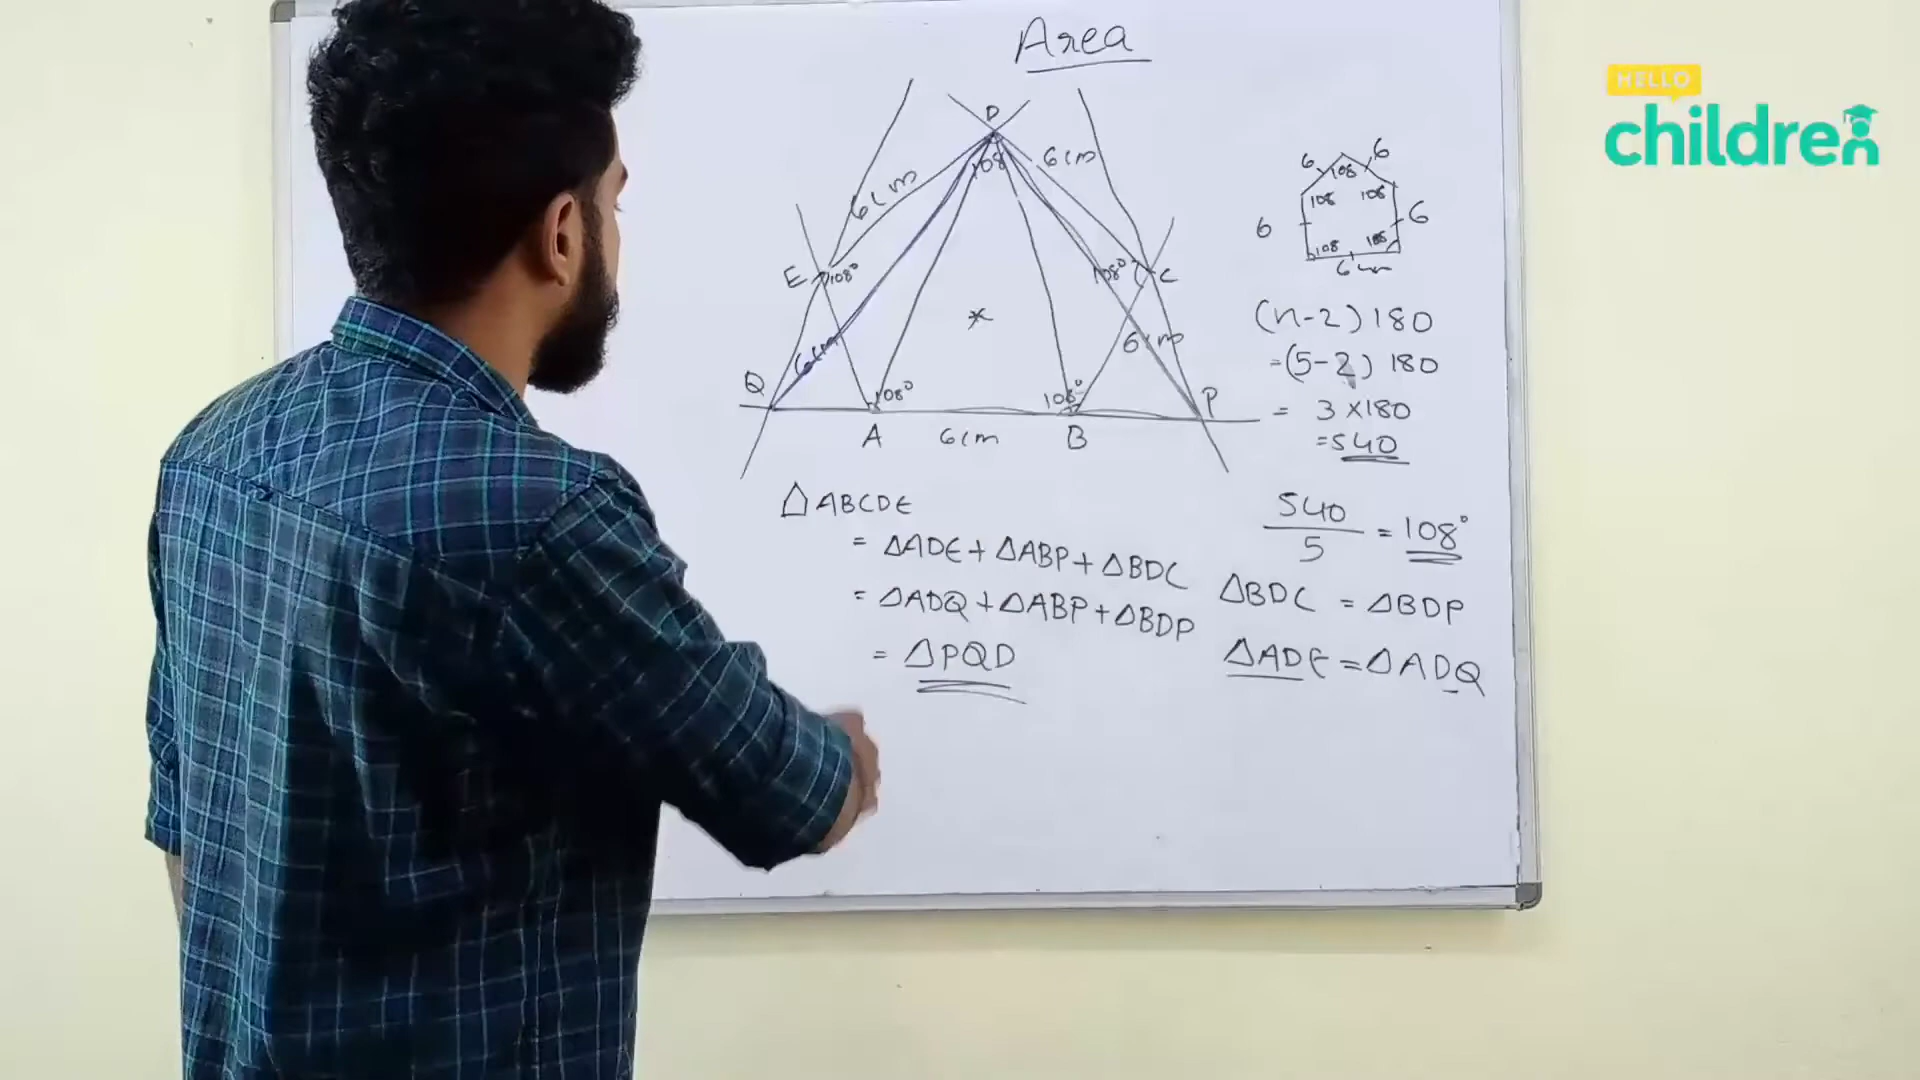 Area
HELLO
children
D
108
6cm
6cm
E
108°
108°
C
6cm
6cm
Q
108°
108°
P
A
6cm
B
6
6
108
108
108
6
6
108
108
6cm
(n-2) 180
=(5-2) 180
= 3 x 180
=540
540
5
= 108°
△ABCDE
= △ADE + △ABP + △BDC
= △ADQ + △ABP + △BDP
= △PQD
△BDC = △BDP
△ADE = △ADQ